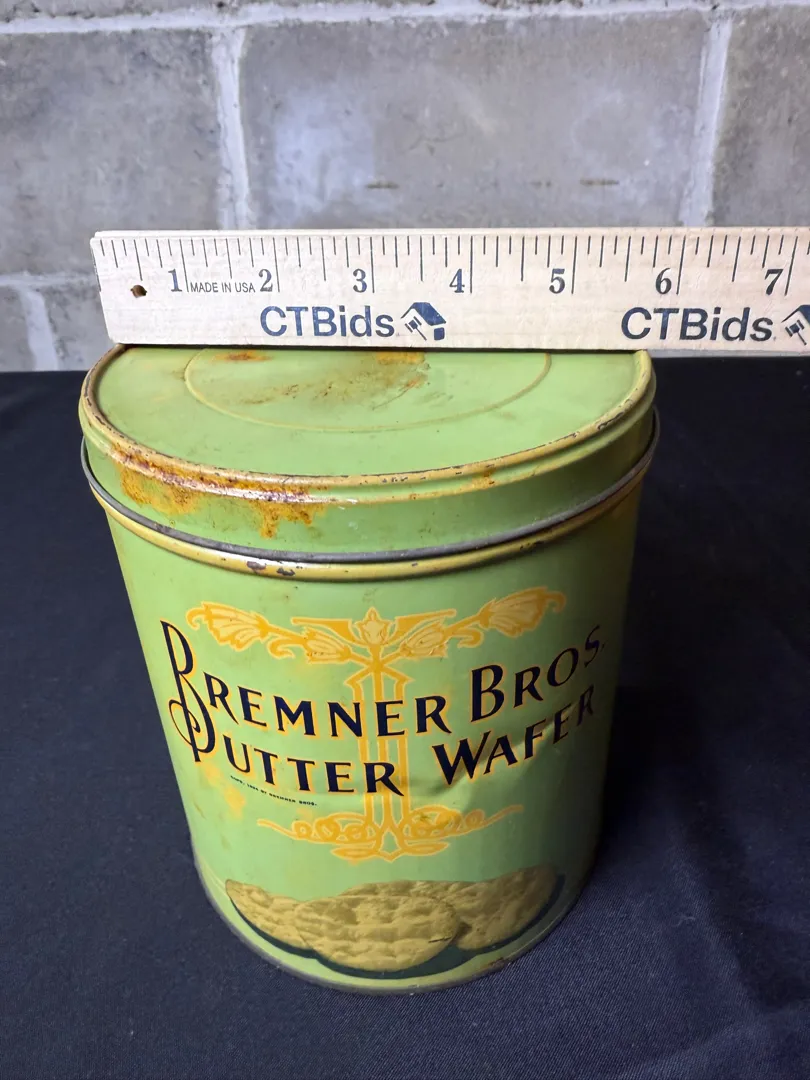 1 MADE IN USA 2 3 4 5 6 7
CTBids CTBids
BREMNER BROS.
BUTTER WAFER